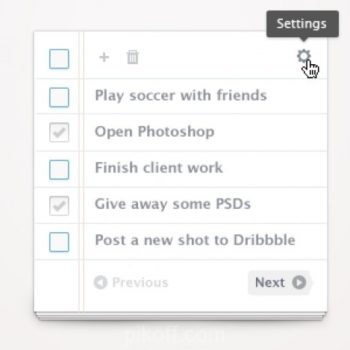 Settings
Play soccer with friends
Open Photoshop
Finish client work
Give away some PSDs
Post a new shot to Dribbble
Previous
Next